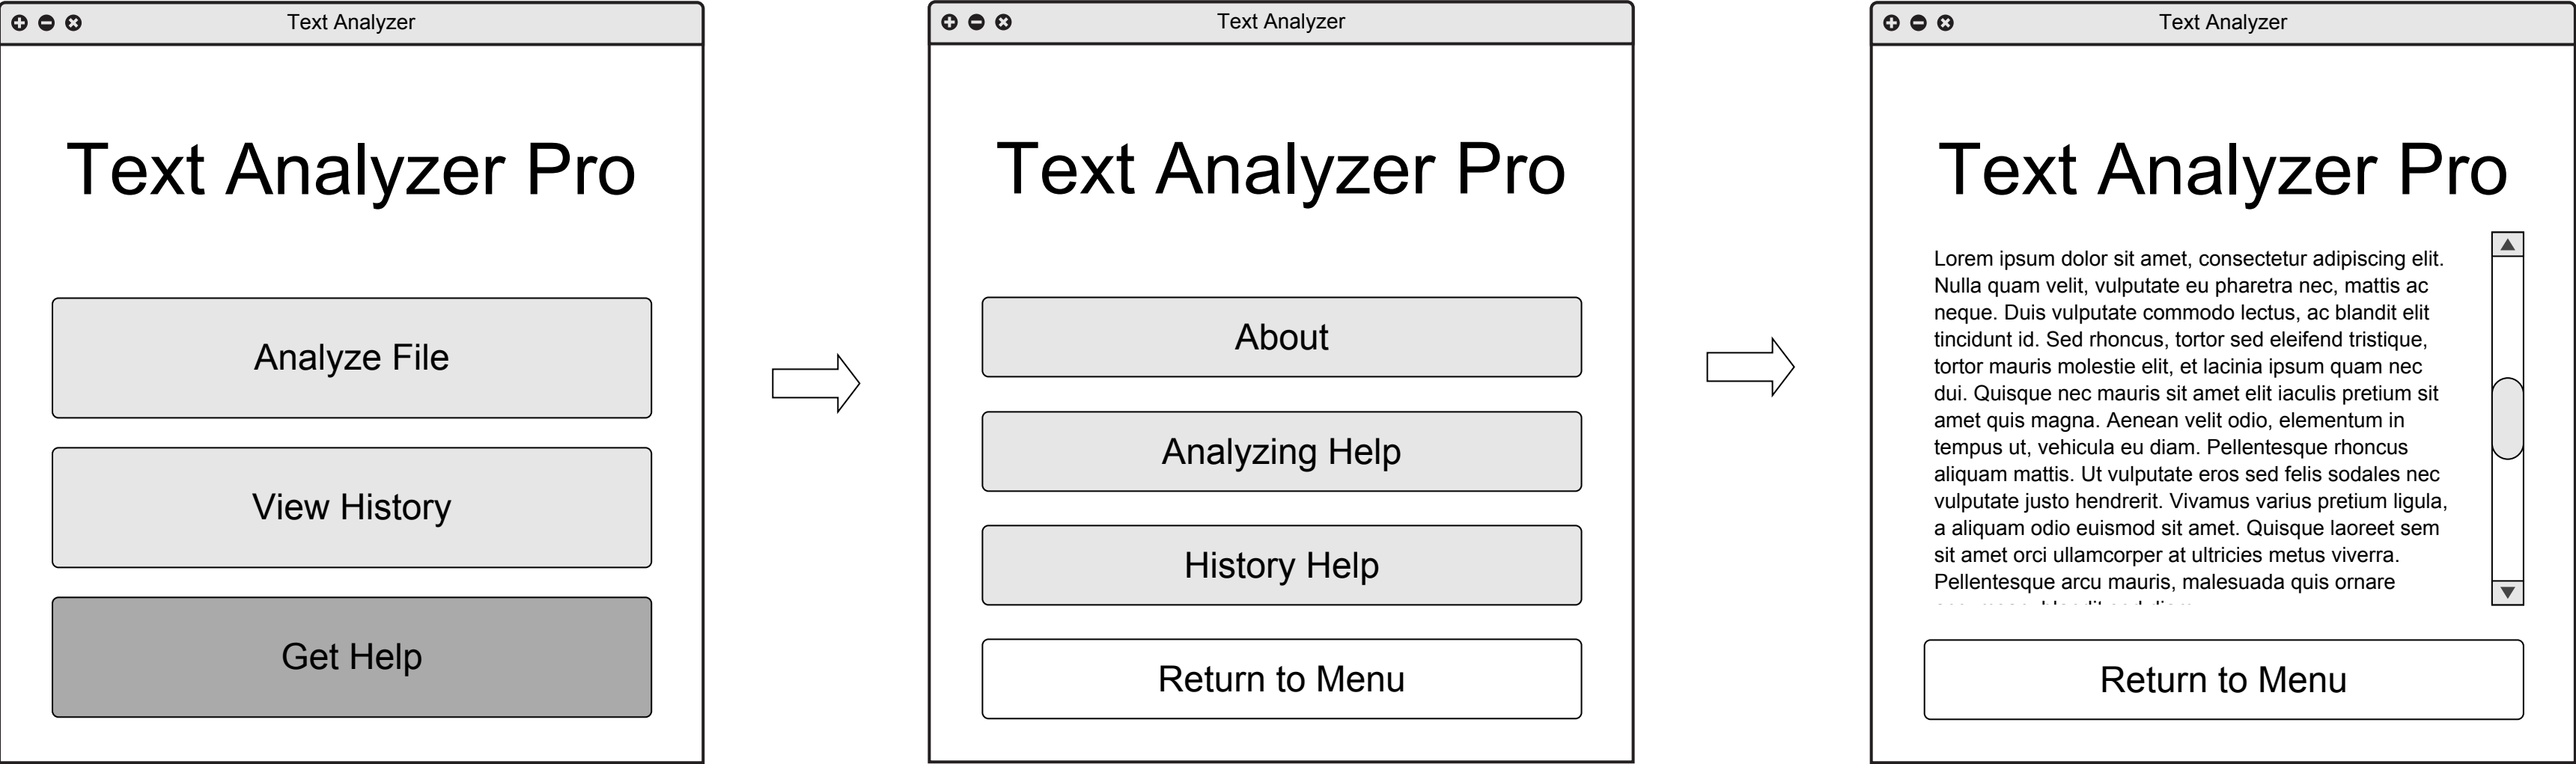 Text Analyzer
Text Analyzer Pro
Analyze File
View History
Get Help
Text Analyzer
Text Analyzer Pro
About
Analyzing Help
History Help
Return to Menu
Text Analyzer
Text Analyzer Pro
Lorem ipsum dolor sit amet, consectetur adipiscing elit.
Nulla quam velit, vulputate eu pharetra nec, mattis ac
neque. Duis vulputate commodo lectus, ac blandit elit
tincidunt id. Sed rhoncus, tortor sed eleifend tristique,
tortor mauris molestie elit, et lacinia ipsum quam nec
dui. Quisque nec mauris sit amet elit iaculis pretium sit
amet quis magna. Aenean velit odio, elementum in
tempus ut, vehicula eu diam. Pellentesque rhoncus
aliquam mattis. Ut vulputate eros sed felis sodales nec
vulputate justo hendrerit. Vivamus varius pretium ligula,
a aliquam odio euismod sit amet. Quisque laoreet sem
sit amet orci ullamcorper at ultricies metus viverra.
Pellentesque arcu mauris, malesuada quis ornare
Return to Menu